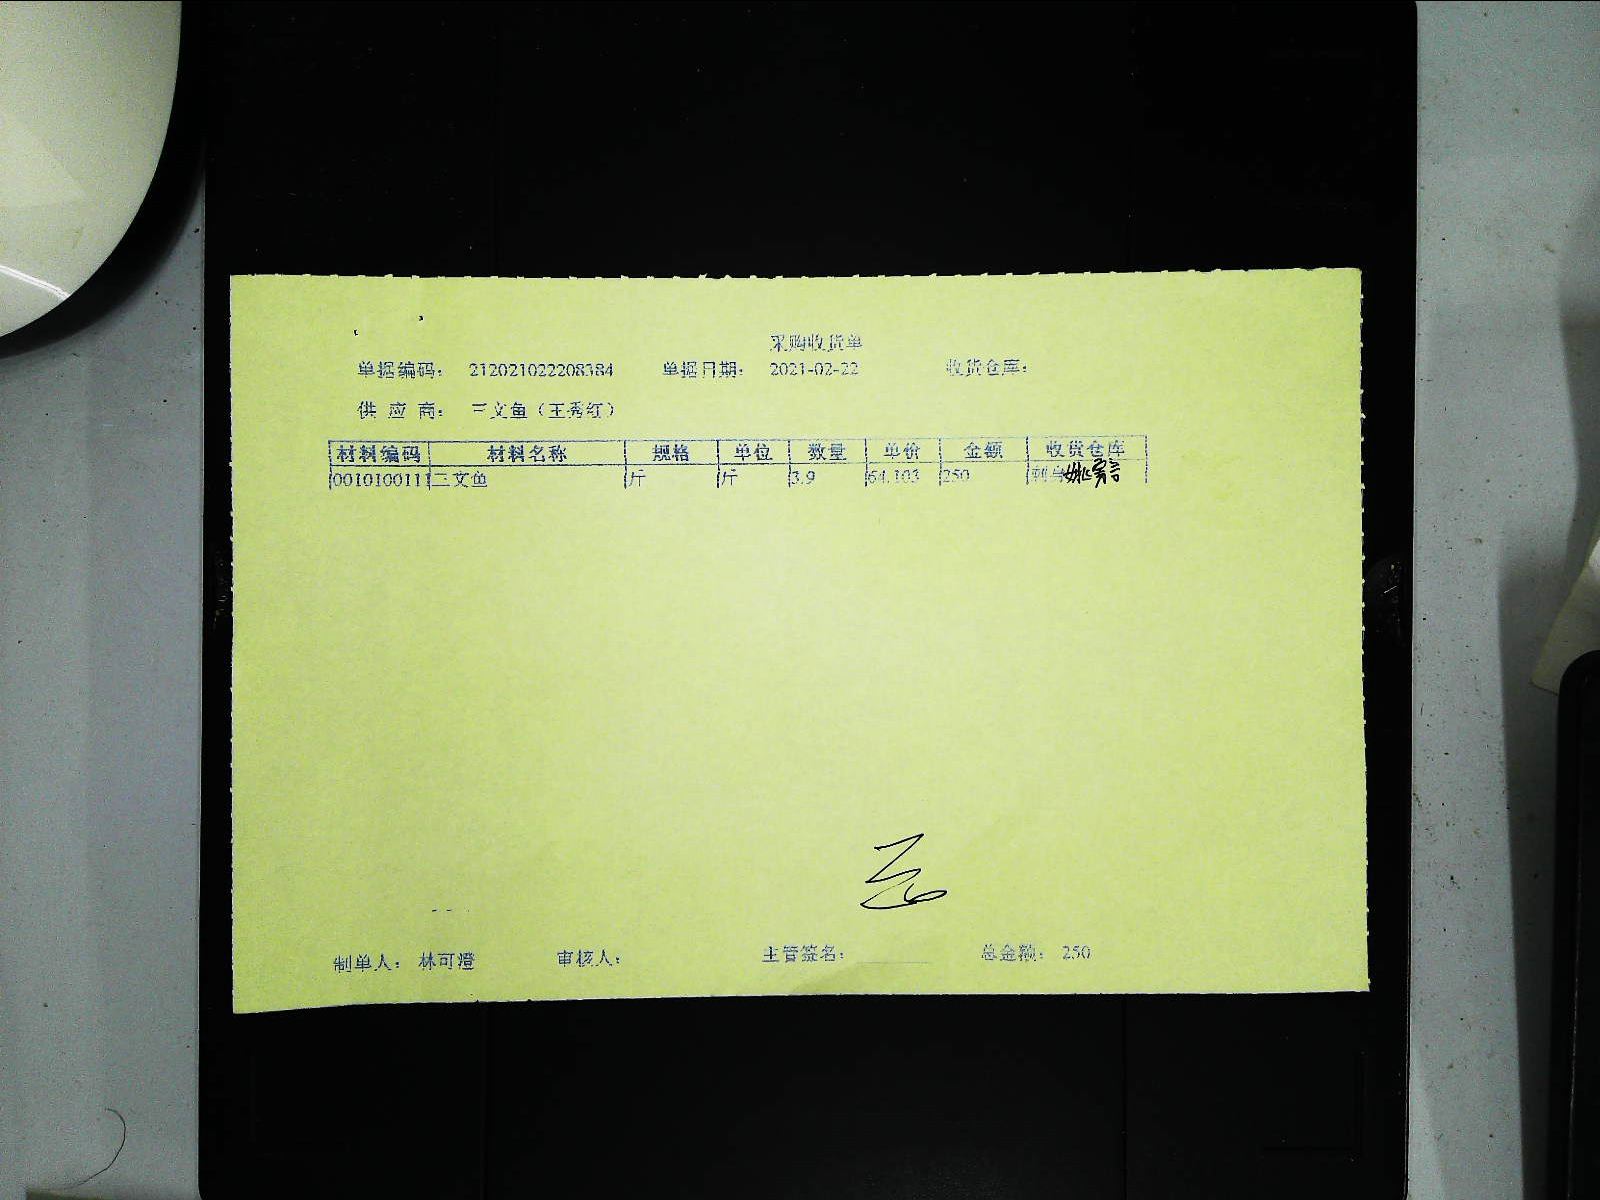 采购收货单
单据编码： 212021022208384 单据日期： 2021-02-22 收货仓库：
供 应 商： 三文鱼（王秀红）
材料编码 材料名称 规格 单位 数量 单价 金额 收货仓库
0010100111 三文鱼 斤 斤 3.9 64.103 250 刺身
制单人： 林可澄 审核人： 主管签名： 总金额： 250